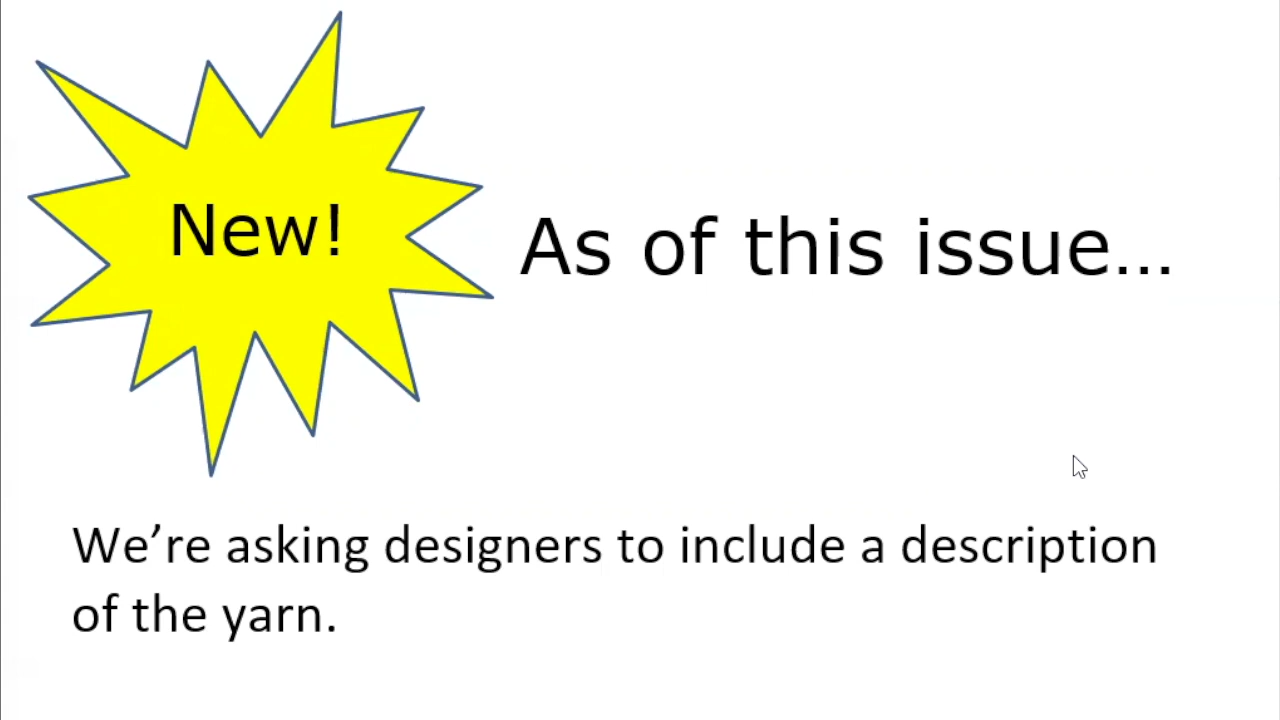 New!
As of this issue...
We’re asking designers to include a description
of the yarn.